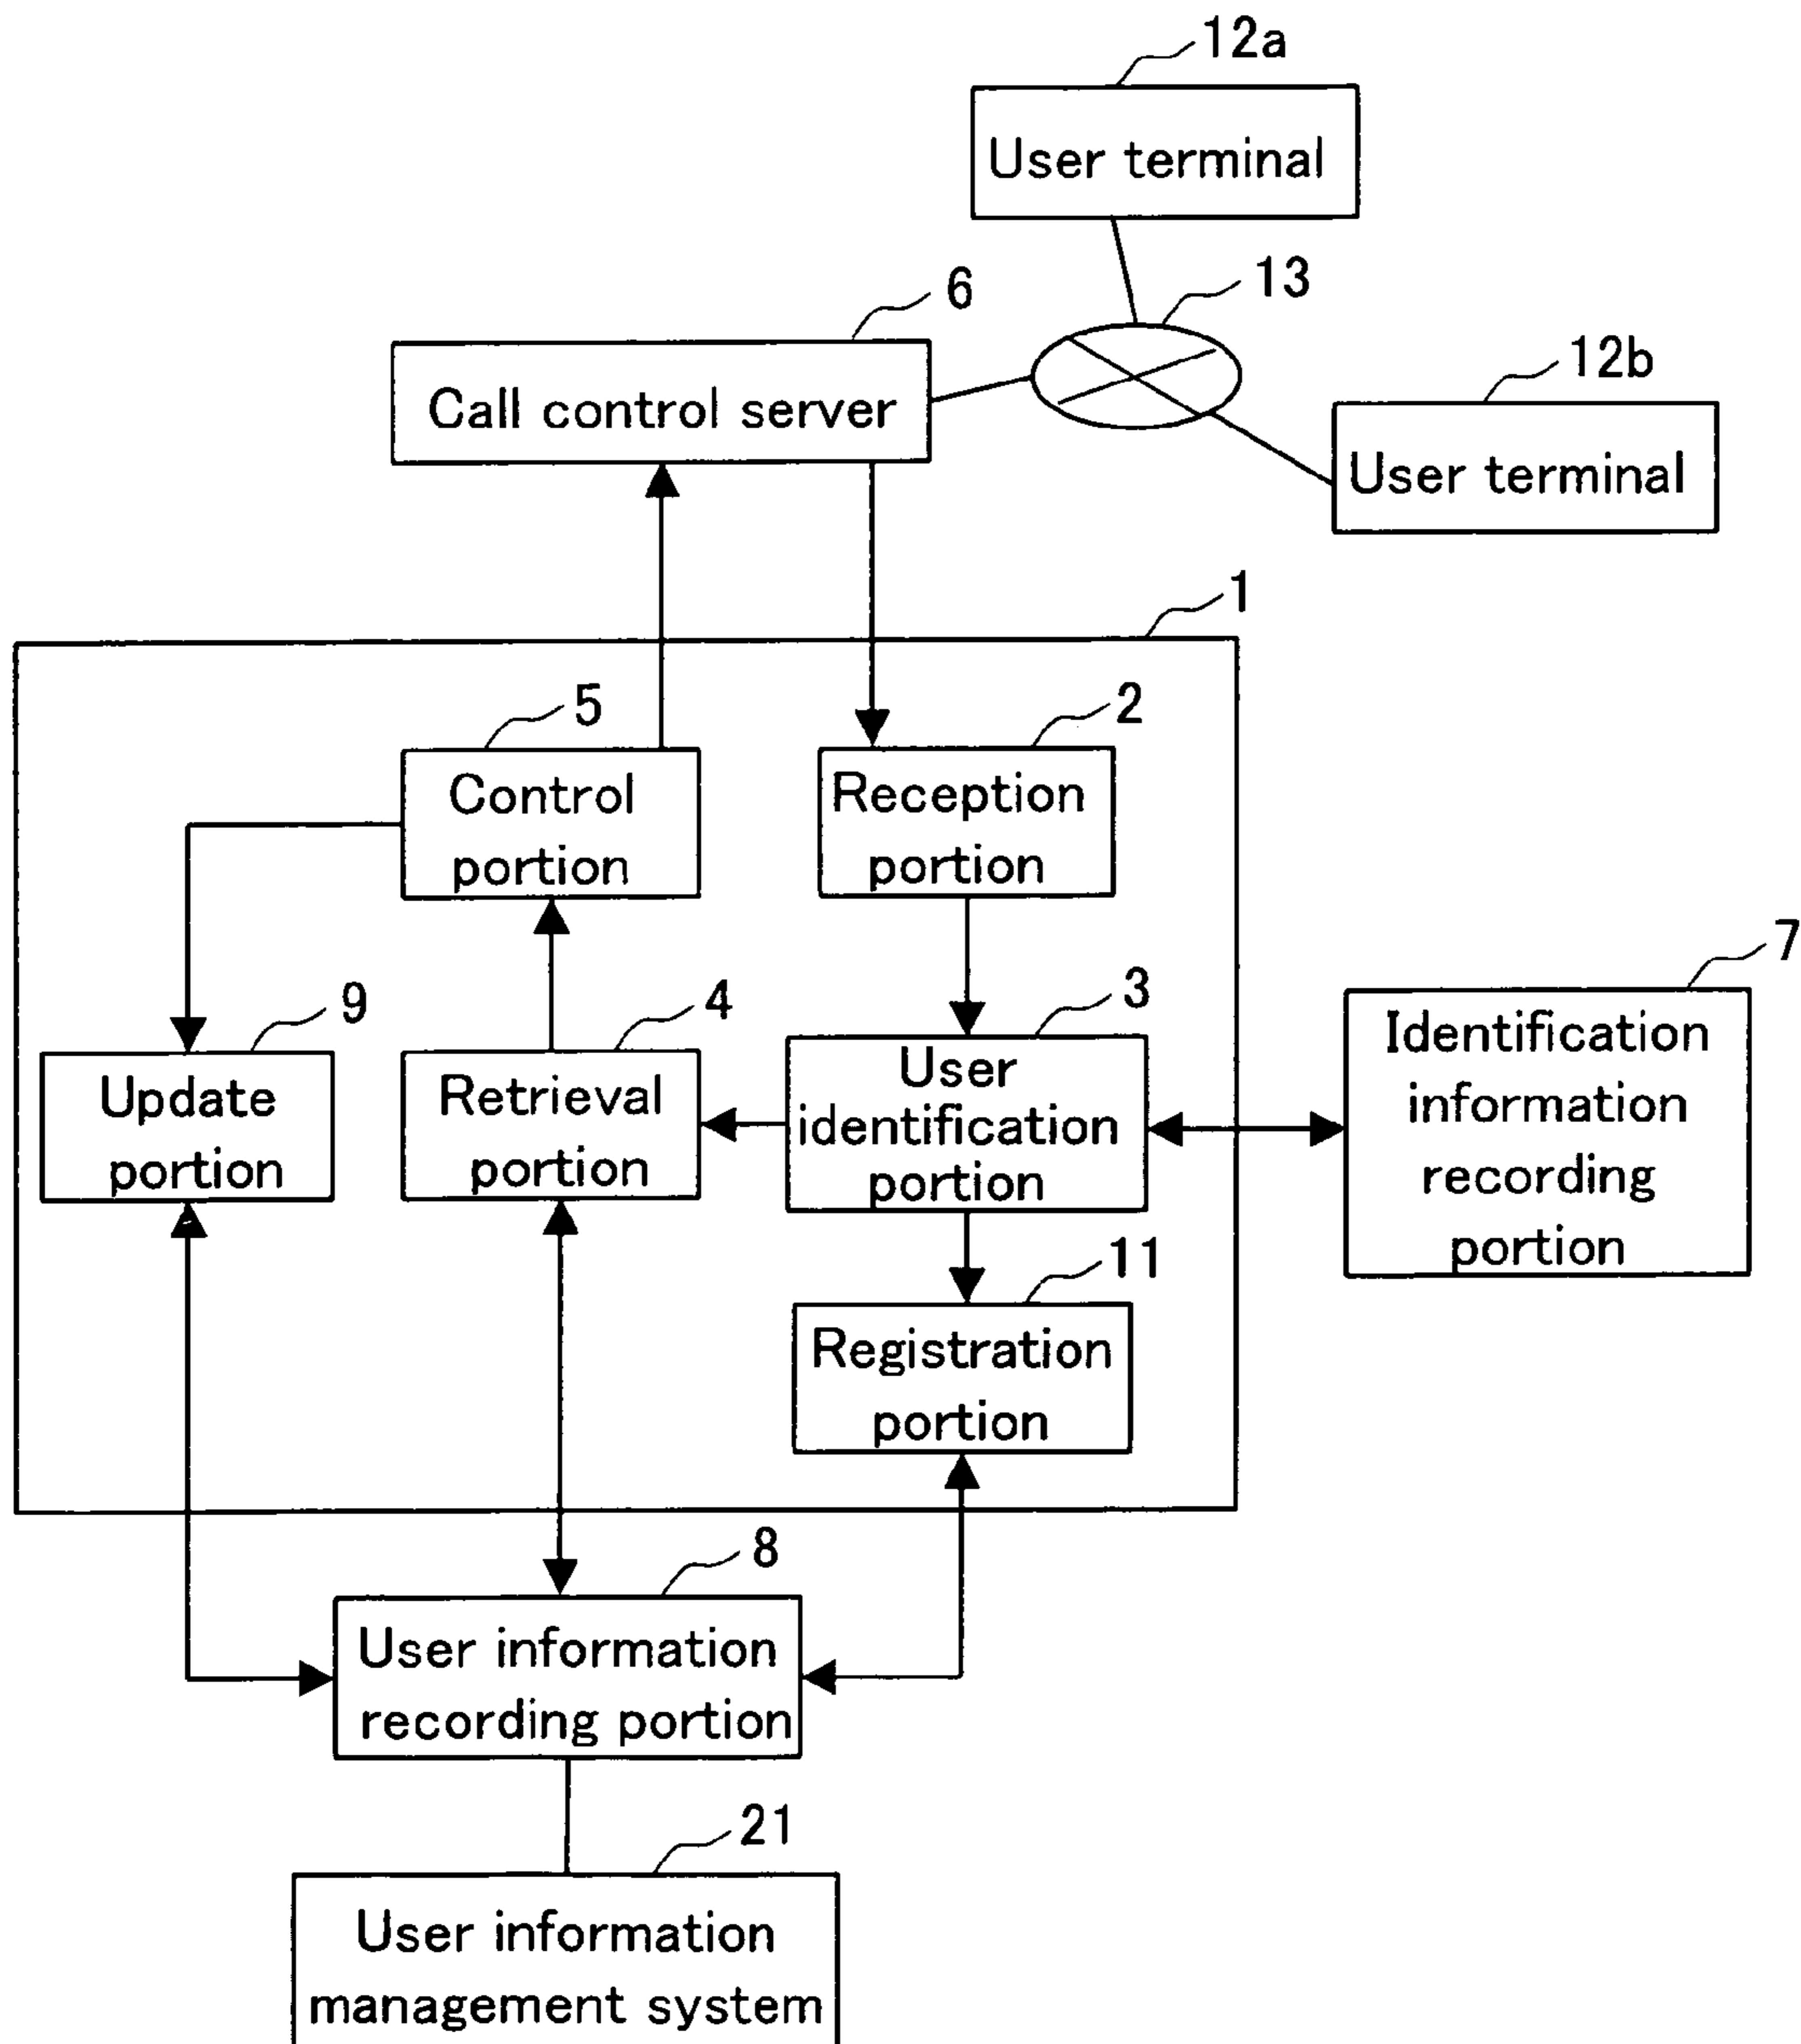 12a
User terminal
6
13
Call control server
12b
User terminal
1
5
2
Control
portion
Reception
portion
7
9
4
3
Update
portion
Retrieval
portion
User
identification
portion
Identification
information
recording
portion
11
Registration
portion
8
User information
recording portion
21
User information
management system